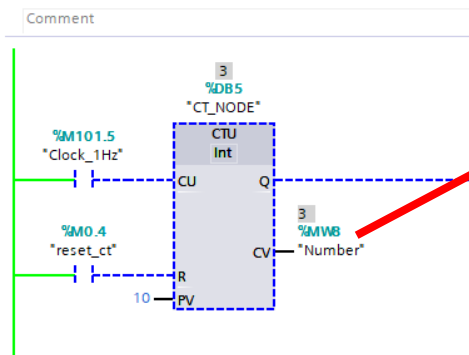 Comment
3
%DB5
"CT_NODE"
%M101.5
CTU
"Clock_1Hz"
Int
CU Q
3
%M0.4
%MW8
"reset_ct"
CV "Number"
R
10 PV